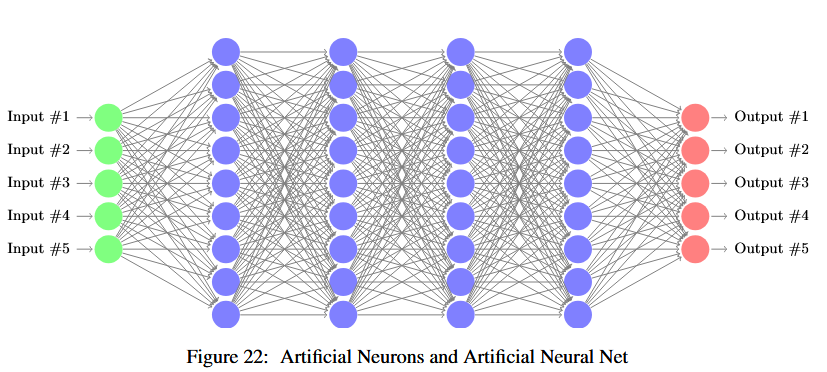 Input #1
Input #2
Input #3
Input #4
Input #5
Output #1
Output #2
Output #3
Output #4
Output #5
Figure 22: Artificial Neurons and Artificial Neural Net